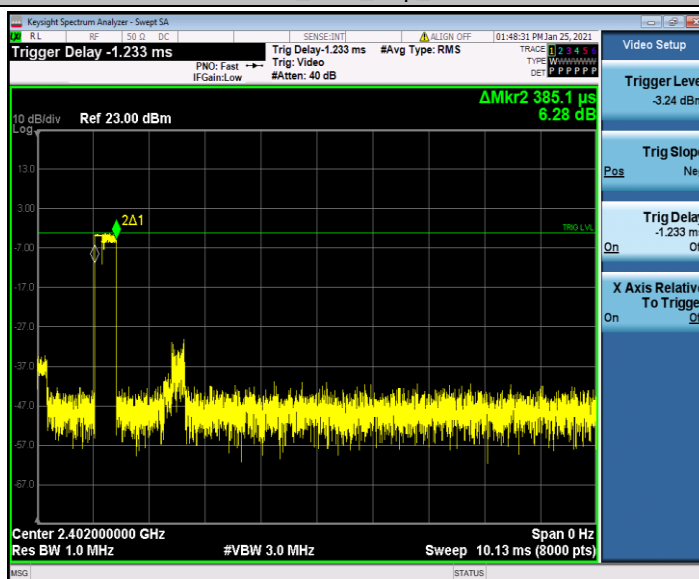 Keysight Spectrum Analyzer - Swept SA
RL RF 50 Ω DC SENSE:INT ALIGN OFF 01:48:31 PM Jan 25, 2021
Trigger Delay -1.233 ms
PNO: Fast
IFGain:Low
Trig Delay-1.233 ms
Trig: Video
#Atten: 40 dB
#Avg Type: RMS
TRACE 1 2 3 4 5 6
TYPE WWWWWW
DET P P P P P P
Video Setup
ΔMkr2 385.1 µs
6.28 dB
10 dB/div Ref 23.00 dBm
Log
13.0
3.00
-7.00
-17.0
-27.0
-37.0
-47.0
-57.0
-67.0
2Δ1
TRIG LVL
Center 2.402000000 GHz Span 0 Hz
Res BW 1.0 MHz #VBW 3.0 MHz Sweep 10.13 ms (8000 pts)
MSG STATUS
Trigger Leve
-3.24 dBm
Trig Slope
Pos Ne
Trig Delay
-1.233 m
On Of
X Axis Relative
To Trigge
On Of